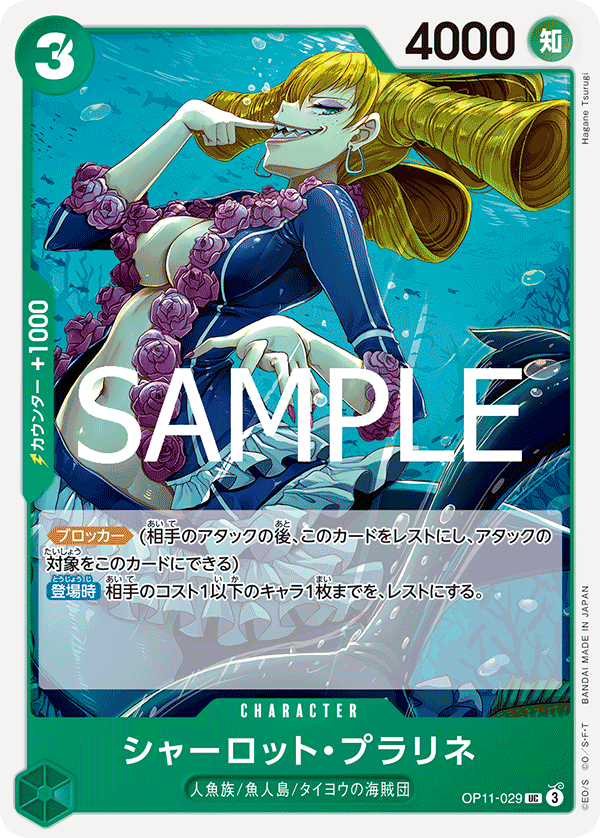 3
4000
知
Hagane Tsurugi
カウンター +1000
SAMPLE
ブロッカー (相手のアタックの後、このカードをレストにし、アタックの
対象をこのカードにできる)
登場時 相手のコスト1以下のキャラ1枚までを、レストにする。
CHARACTER
シャーロット・プラリネ
人魚族/魚人島/タイヨウの海賊団
OP11-029 UC 3
©E.O/S ©O/S・F・T BANDAI MADE IN JAPAN